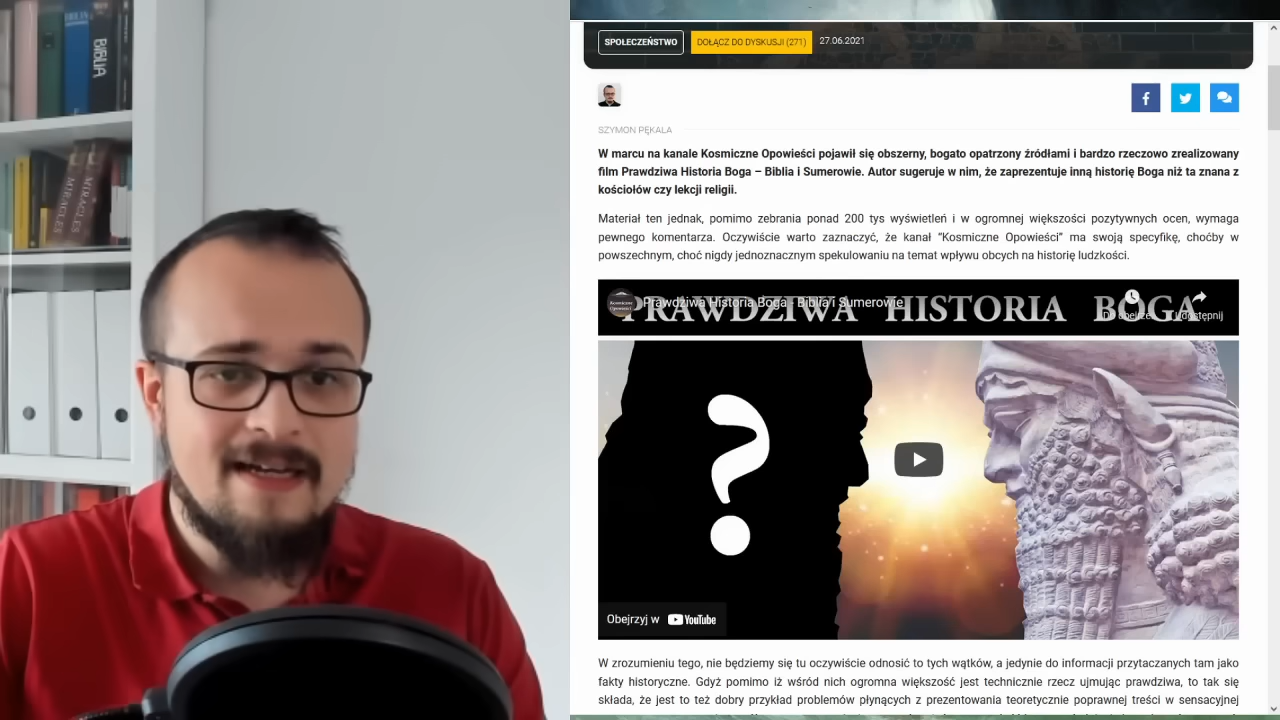 BIBLIA
MIRACLES
MIRACLES
SPOŁECZEŃSTWO
DOŁĄCZ DO DYSKUSJI (271)
27.06.2021
SZYMON PĘKALA
W marcu na kanale Kosmiczne Opowieści pojawił się obszerny, bogato opatrzony źródłami i bardzo rzeczowo zrealizowany
film Prawdziwa Historia Boga – Biblia i Sumerowie. Autor sugeruje w nim, że zaprezentuje inną historię Boga niż ta znana z
kościołów czy lekcji religii.
Materiał ten jednak, pomimo zebrania ponad 200 tys wyświetleń i w ogromnej większości pozytywnych ocen, wymaga
pewnego komentarza. Oczywiście warto zaznaczyć, że kanał “Kosmiczne Opowieści” ma swoją specyfikę, choćby w
powszechnym, choć nigdy jednoznacznym spekulowaniu na temat wpływu obcych na historię ludzkości.
Prawdziwa Historia Boga - Biblia i Sumerowie
PRAWDZIWA HISTORIA BOGA
Udostępnij
?
Obejrzyj w YouTube
W zrozumieniu tego, nie będziemy się tu oczywiście odnosić to tych wątków, a jedynie do informacji przytaczanych tam jako
fakty historyczne. Gdyż pomimo iż wśród nich ogromna większość jest technicznie rzecz ujmując prawdziwa, to tak się
składa, że jest to też dobry przykład problemów płynących z prezentowania teoretycznie poprawnej treści w sensacyjnej